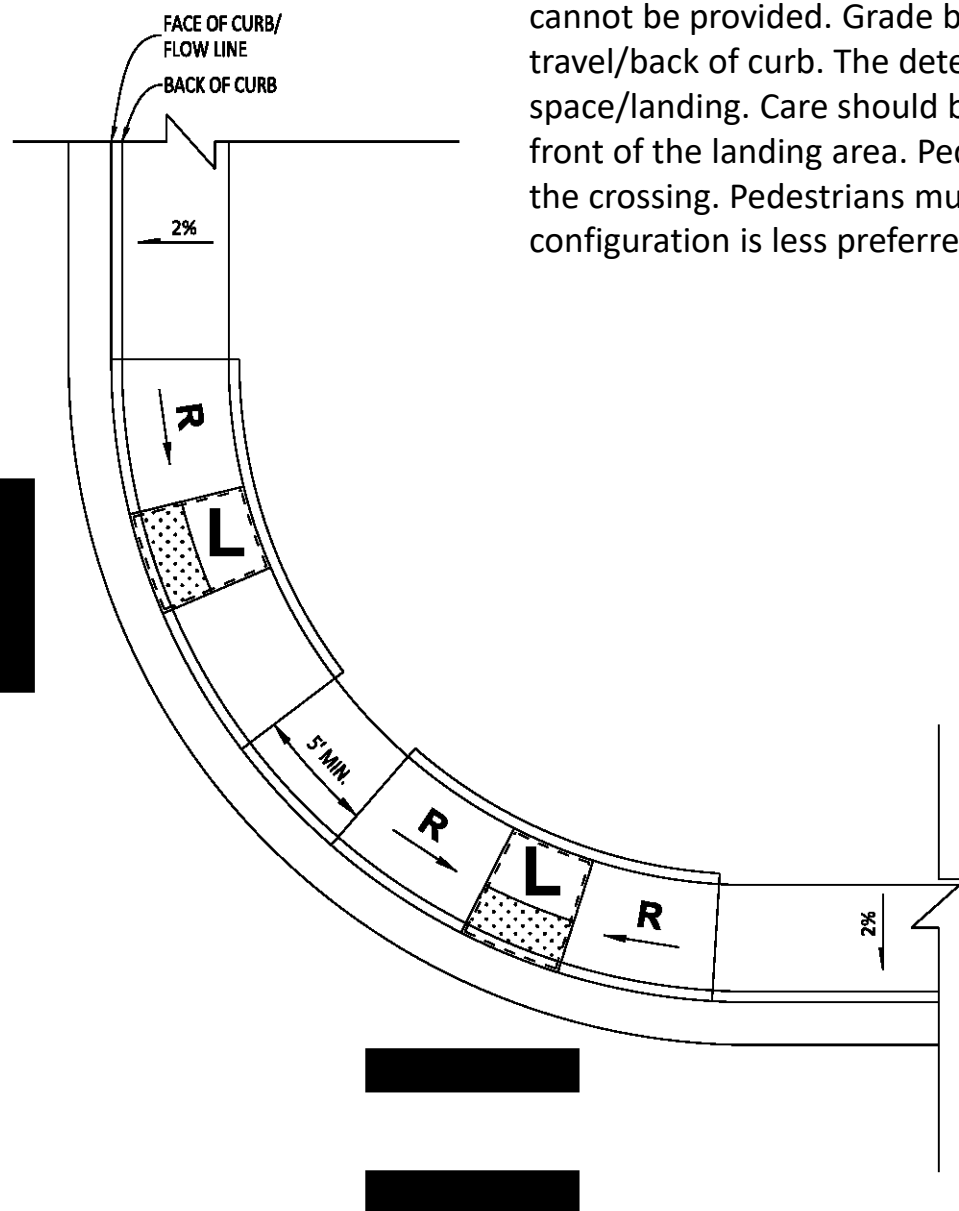 cannot be provided. Grade b
travel/back of curb. The dete
space/landing. Care should b
front of the landing area. Ped
the crossing. Pedestrians mu
configuration is less preferre
FACE OF CURB/
FLOW LINE
BACK OF CURB
2%
R
L
5' MIN.
R
L
R
2%